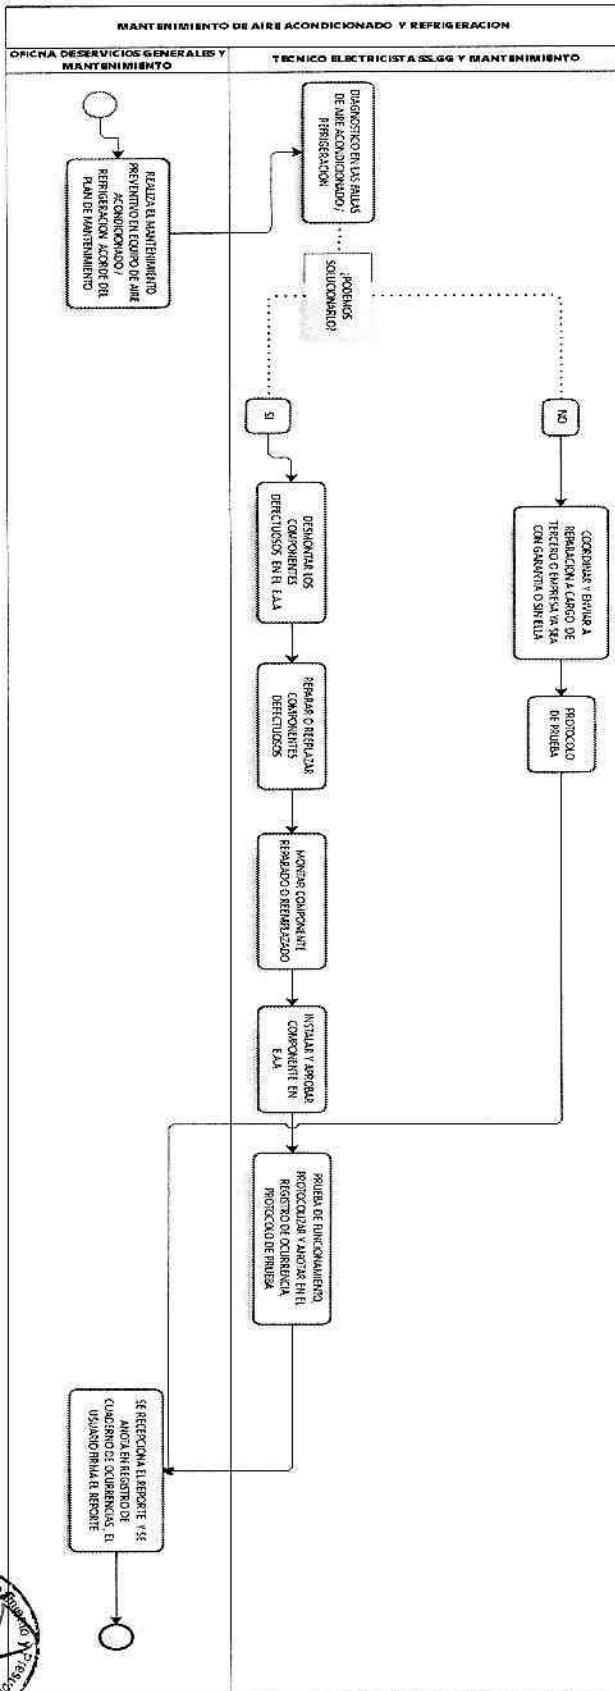 MANTENIMIENTO DE AIRE ACONDICIONADO Y REFRIGERACION
OFICNA DE SERVICIOS GENERALES Y
MANTENIMIENTO
TECNICO ELECTRICISTA SS.GG Y MANTENIMIENTO
REALIZA EL MANTENIMIENTO
PREVENTIVO EN EQUIPO DE AIRE
ACONDICIONADO /
REFRIGERACION ACORDE DEL
PLAN DE MANTENIMIENTO
DIAGNOSTICO EN LAS FALLAS
DE AIRE ACONDICIONADO /
REFRIGERACION
¿PODEMOS
SOLUCIONARLO?
NO
SI
COORDINAR Y ENVIAR A
REPARACION A CARGO DE
TERCERO O EMPRESA YA SEA
CON GARANTIA O SIN ELLA
PROTOCOLO
DE PRUEBA
DESMONTAR LOS
COMPONENTES
DEFECTUOSOS EN EL E.A.A
REPARAR O REEPLAZAR
COMPONENTES
DEFECTUOSOS
MONTAR COMPONENTE
REPARADO O REEMPLAZADO
INSTALAR Y APROBAR
COMPONENTE EN
E.A.A
PRUEBA DE FUNCIONAMIENTO,
PROTOCOLIZAR Y ANOTAR EN EL
REGISTRO DE OCURRENCIA,
PROTOCOLO DE PRUEBA
SE RECEPCIONA EL REPORTE Y SE
ANOTA EN REGISTRO DE
CUADERNO DE OCURRENCIAS, EL
USUARIO FIRMA EL REPORTE